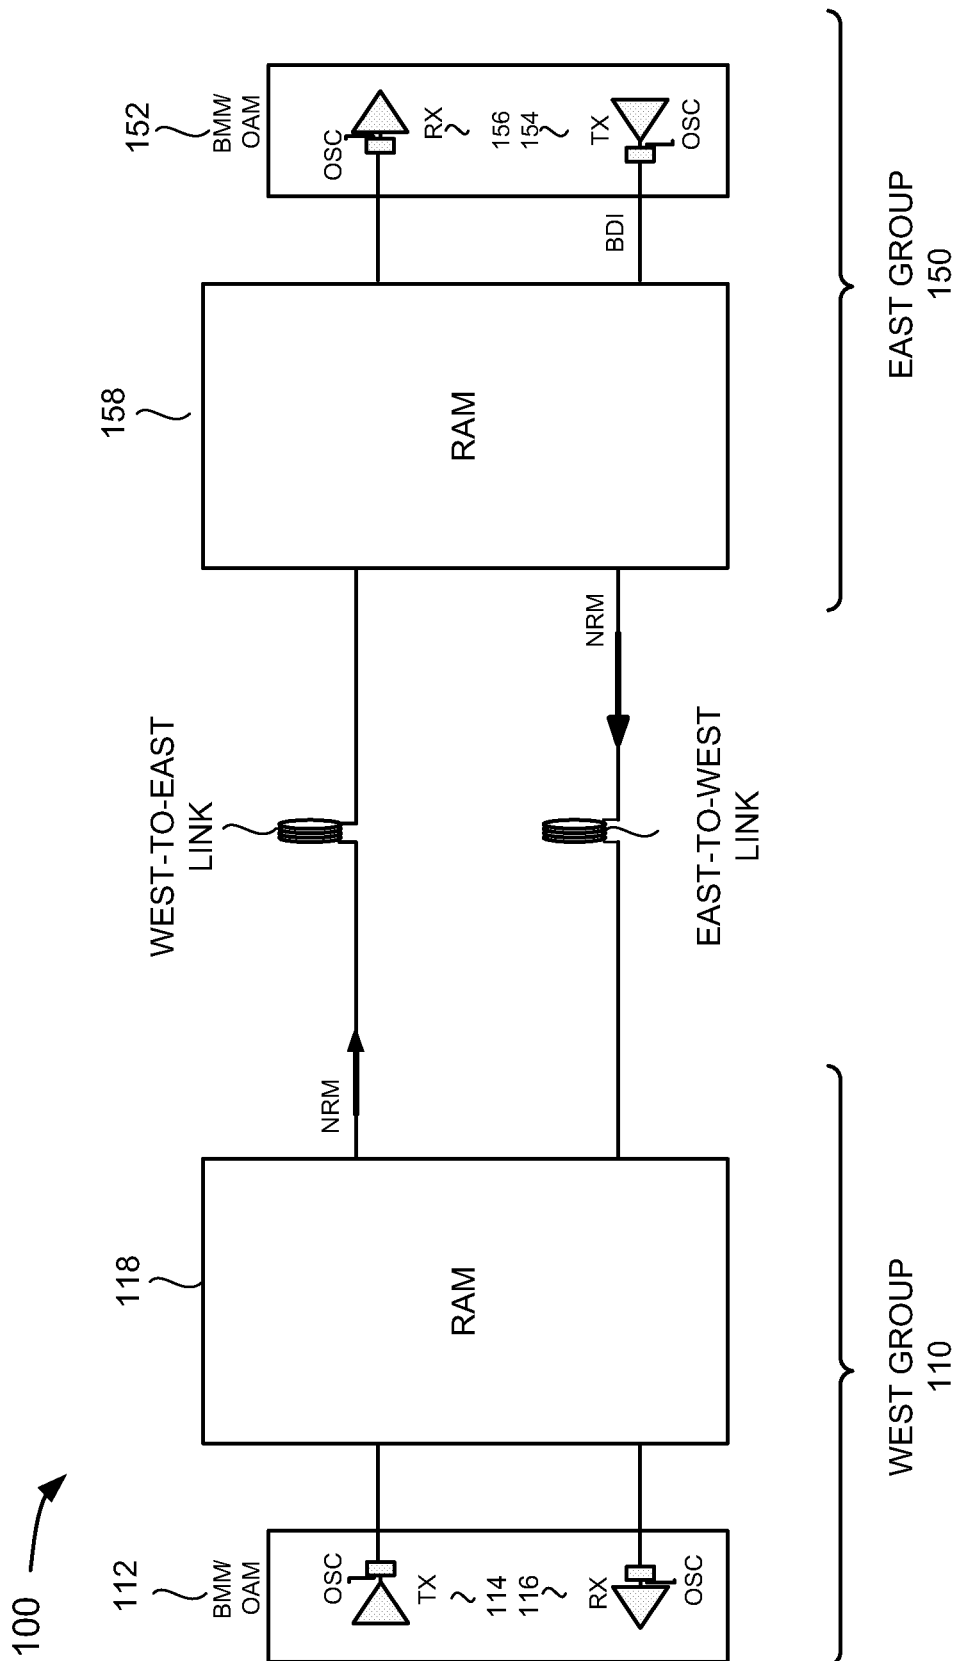 100
112
BMW
OAM
OSC
TX
114
116
RX
OSC
118
RAM
NRM
WEST-TO-EAST
LINK
EAST-TO-WEST
LINK
NRM
158
RAM
BDI
152
BMW
OAM
OSC
RX
156
154
TX
OSC
WEST GROUP
110
EAST GROUP
150